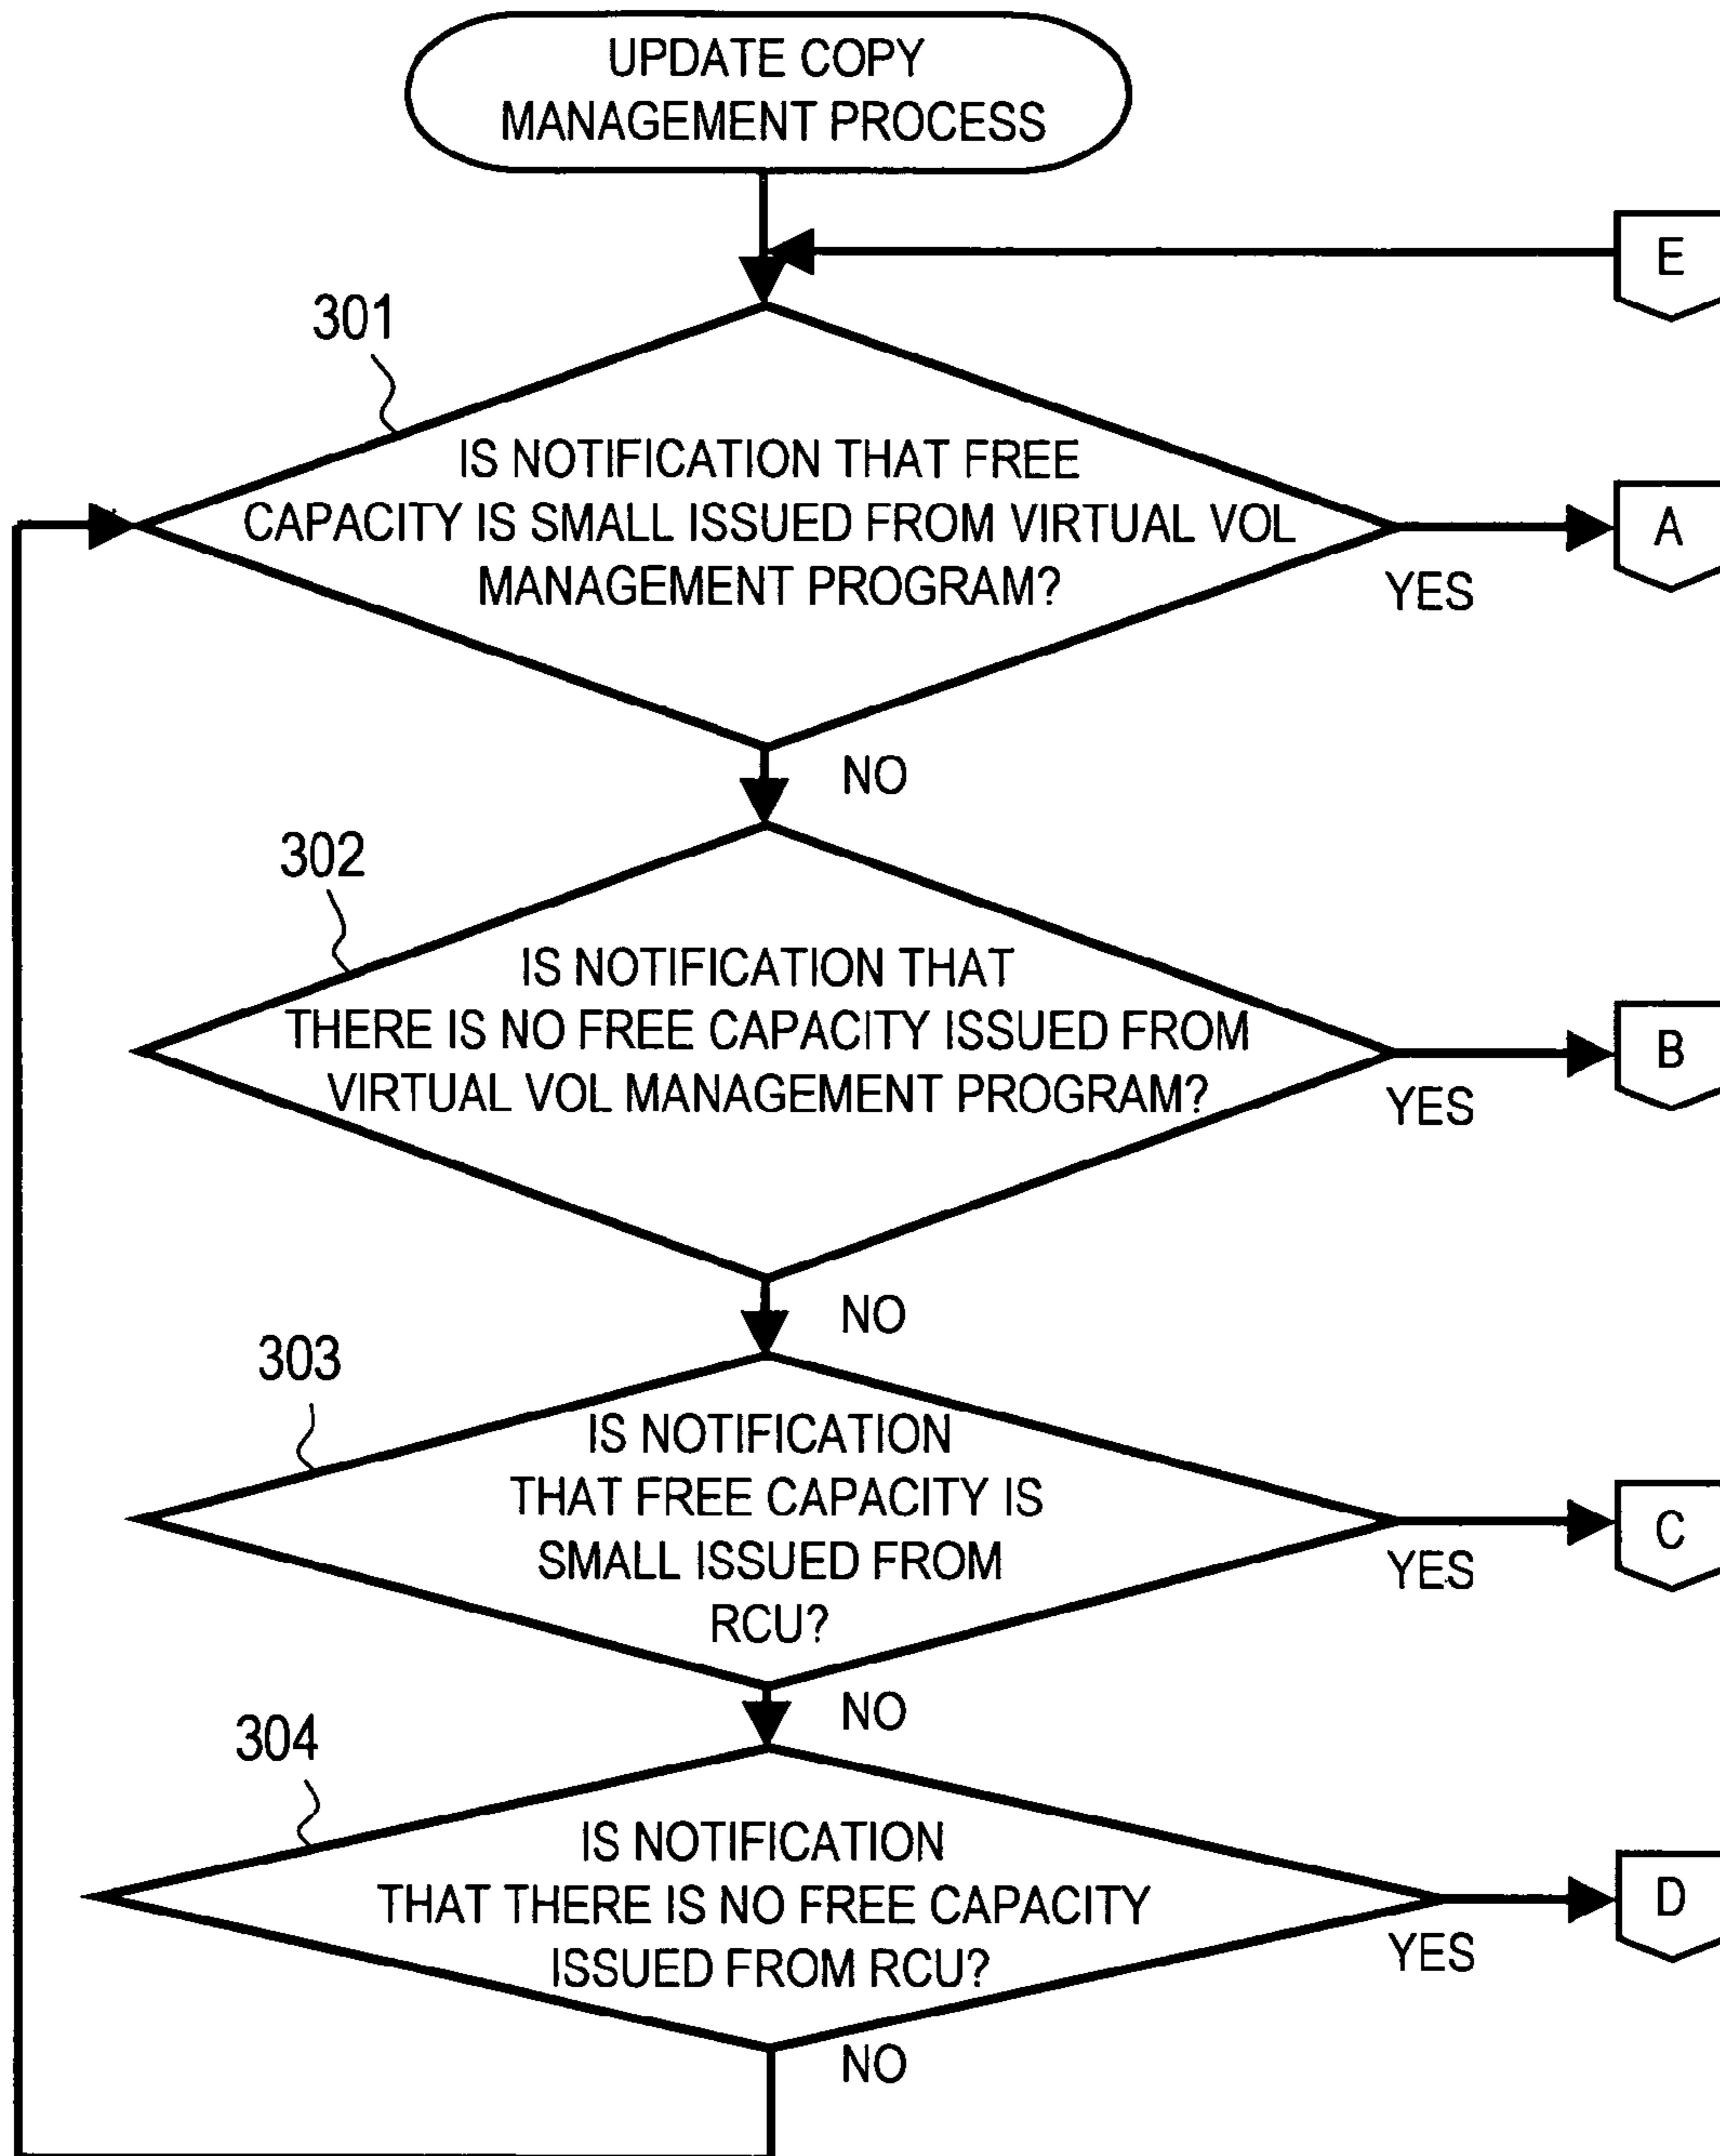 UPDATE COPY
MANAGEMENT PROCESS
E
301
IS NOTIFICATION THAT FREE
CAPACITY IS SMALL ISSUED FROM VIRTUAL VOL
MANAGEMENT PROGRAM?
A
YES
NO
302
IS NOTIFICATION THAT
THERE IS NO FREE CAPACITY ISSUED FROM
VIRTUAL VOL MANAGEMENT PROGRAM?
B
YES
NO
303
IS NOTIFICATION
THAT FREE CAPACITY IS
SMALL ISSUED FROM
RCU?
C
YES
NO
304
IS NOTIFICATION
THAT THERE IS NO FREE CAPACITY
ISSUED FROM RCU?
D
YES
NO